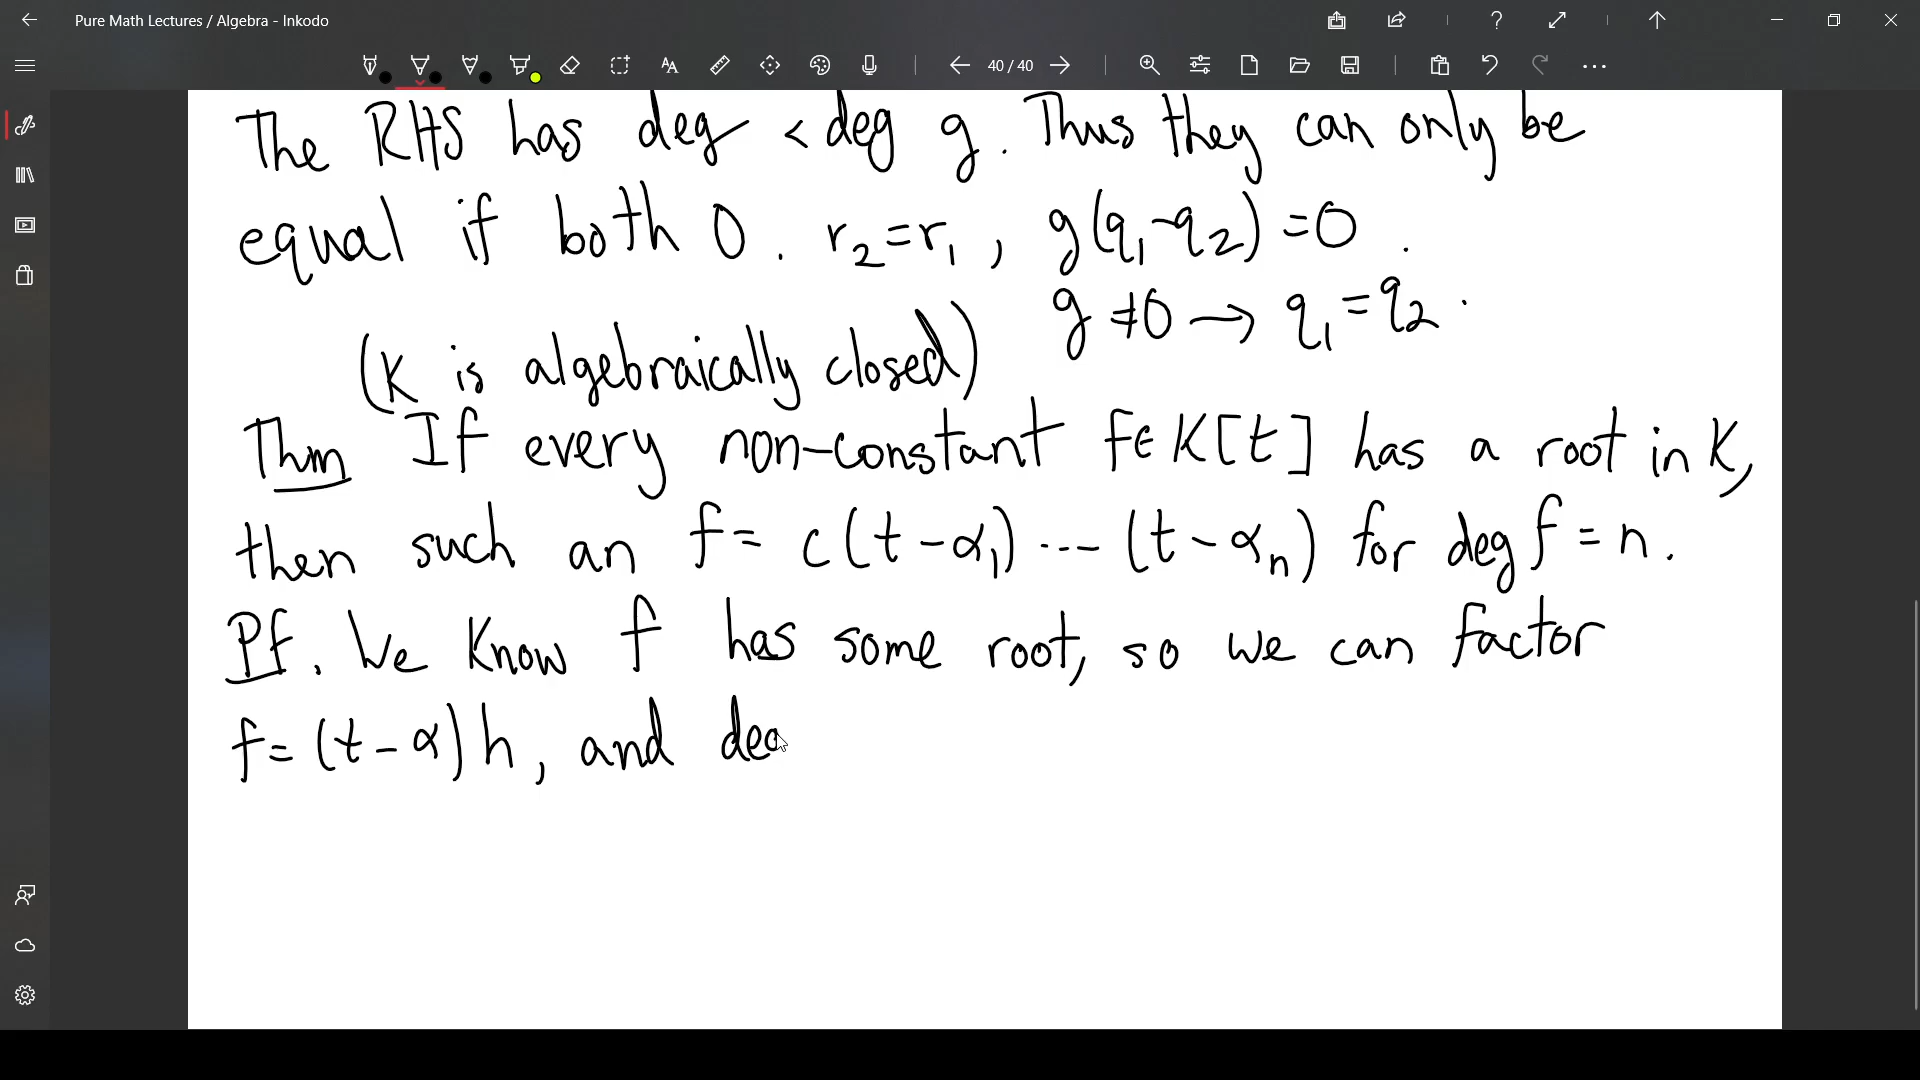 Pure Math Lectures / Algebra - Inkodo
40 / 40
The RHS has deg < deg g. Thus they can only be
equal if both 0. r₂=r₁, g(q₁-q₂)=0.
g≠0 → q₁=q₂.
(K is algebraically closed)
Thm If every non-constant f∈K[t] has a root in K,
then such an f= c(t-α₁)...(t-αₙ) for deg f = n.
Pf. We know f has some root, so we can factor
f=(t-α)h, and deg